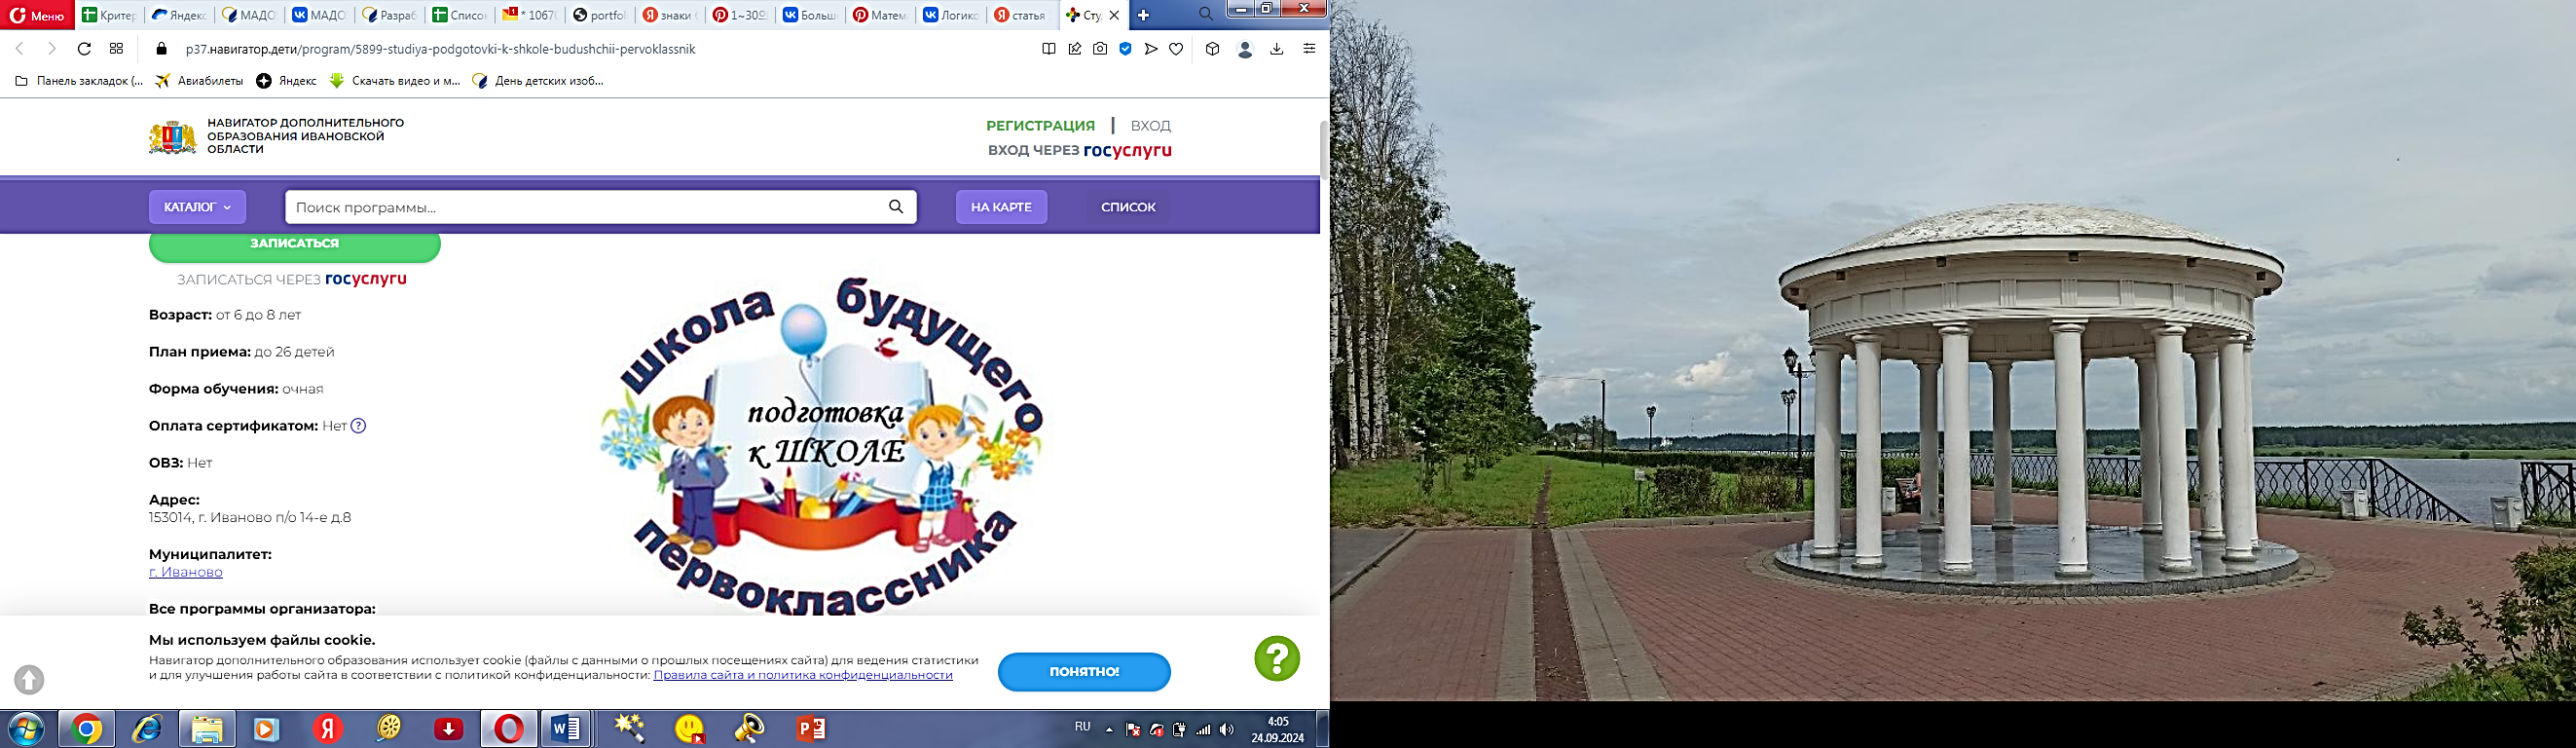 Меню
Критер
Яндекс
МАДО
МАДО
Разраб
Список
* 1067(
portfol
знаки
1~30
Больш
Матем
Логико
статья
Сту
p37.навигатор.дети/program/5899-studiya-podgotovki-k-shkole-budushchii-pervoklassnik
Панель закладок (...
Авиабилеты
Яндекс
Скачать видео и м...
День детских изоб...
НАВИГАТОР ДОПОЛНИТЕЛЬНОГО
ОБРАЗОВАНИЯ ИВАНОВСКОЙ
ОБЛАСТИ
РЕГИСТРАЦИЯ | ВХОД
ВХОД ЧЕРЕЗ госуслуги
КАТАЛОГ
Поиск программы...
НА КАРТЕ
СПИСОК
ЗАПИСАТЬСЯ
ЗАПИСАТЬСЯ ЧЕРЕЗ госуслуги
Возраст: от 6 до 8 лет
План приема: до 26 детей
Форма обучения: очная
Оплата сертификатом: Нет ?
ОВЗ: Нет
Адрес:
153014, г. Иваново п/о 14-е д.8
Муниципалитет:
г. Иваново
Все программы организатора:
школа будущего
подготовка
к ШКОЛЕ
первоклассника
Мы используем файлы cookie.
Навигатор дополнительного образования использует cookie (файлы с данными о прошлых посещениях сайта) для ведения статистики
и для улучшения работы сайта в соответствии с политикой конфиденциальности: Правила сайта и политика конфиденциальности
ПОНЯТНО!
?
RU
4:05
24.09.2024